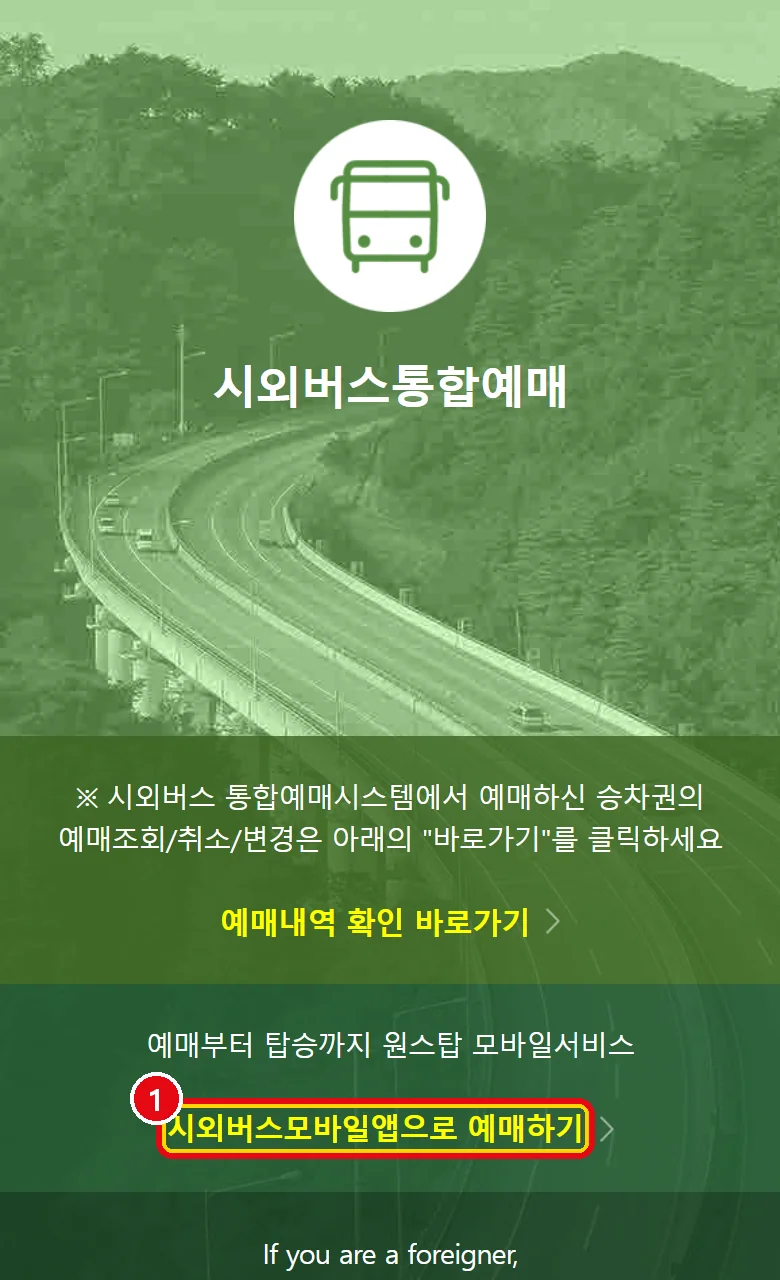 시외버스통합예매
※ 시외버스 통합예매시스템에서 예매하신 승차권의
예매조회/취소/변경은 아래의 "바로가기"를 클릭하세요
예매내역 확인 바로가기
예매부터 탑승까지 원스탑 모바일서비스
1
시외버스모바일앱으로 예매하기
If you are a foreigner,